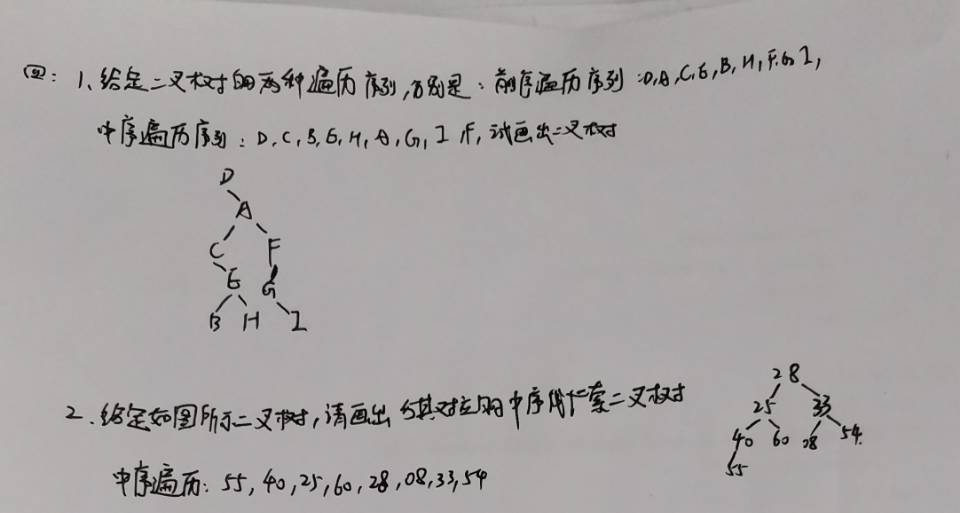 四: 1、给定二叉树的两种遍历序列,分别是: 前序遍历序列:D,A,C,E,B,H,F,G,I,
中序遍历序列: D,C,B,E,H,A,G,I,F,试画出二叉树
D
A
C F
E G
B H I
28
25 33
40 60 08 54
55
2.给定如图所示二叉树,请画出与其对应的中序线索二叉树
中序遍历: 55,40,25,60,28,08,33,54